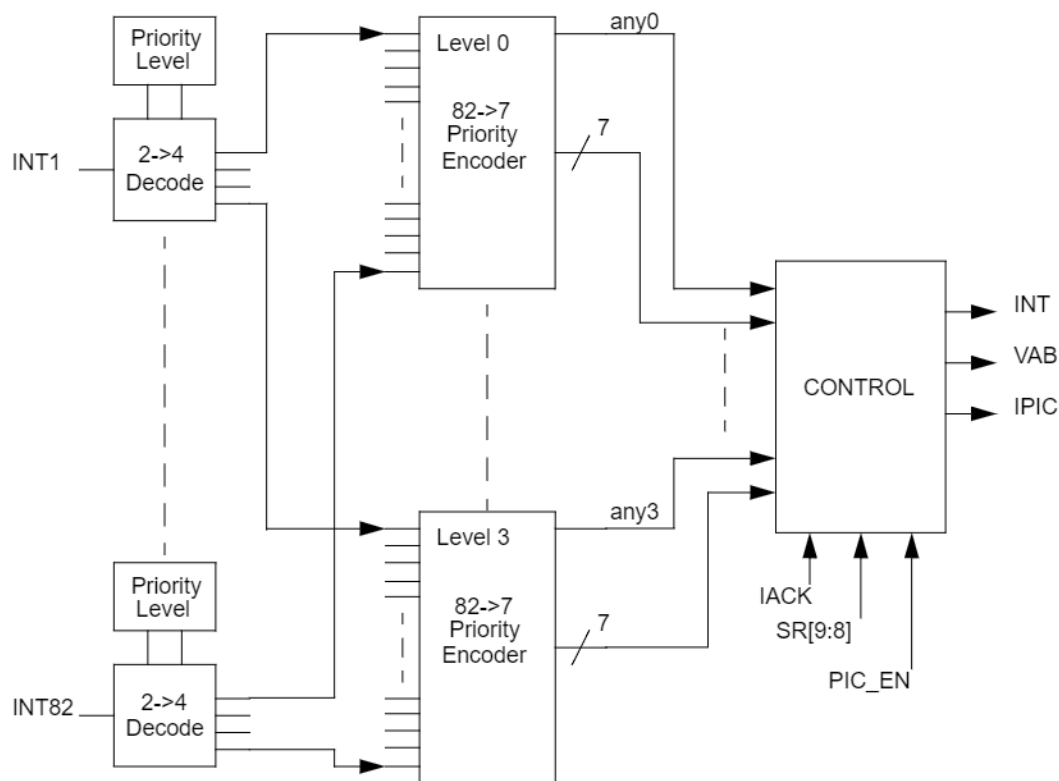 Priority
Level
INT1
2->4
Decode
Level 0
82->7
Priority
Encoder
any0
7
CONTROL
INT
VAB
IPIC
IACK
SR[9:8]
PIC_EN
Priority
Level
INT82
2->4
Decode
Level 3
82->7
Priority
Encoder
any3
7